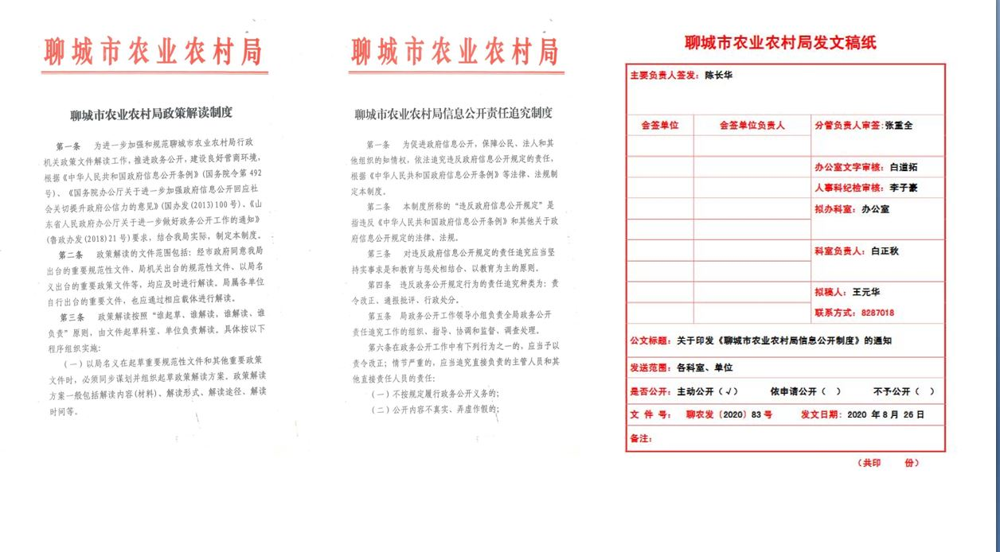 聊城市农业农村局
聊城市农业农村局政策解读制度
第一条 为进一步加强和规范聊城市农业农村局行政
机关政策文件解读工作，推进政务公开，建设良好营商环境，
根据《中华人民共和国政府信息公开条例》(国务院令第 492
号)、《国务院办公厅关于进一步加强政府信息公开回应社
会关切提升政府公信力的意见》(国办发(2013)100 号)、《山
东省人民政府办公厅关于进一步做好政务公开工作的通知》
(鲁政办发(2018)21 号)要求，结合我局实际，制定本制度。
第二条 政策解读的文件范围包括：经市政府同意我局
出台的重要规范性文件、局机关出台的规范性文件、以局名
义出台的重要政策文件等，均应及时进行解读。局属各单位
自行出台的重要文件，也应通过相应载体进行解读。
第三条 政策解读按照“谁起草、谁解读，谁解读、谁
负责”原则，由文件起草科室、单位负责解读。具体按以下
程序组织实施:
(一)以局名义在起草重要规范性文件和其他重要政策
文件时，必须同步谋划并组织起草政策解读方案。政策解读
方案一般包括解读内容(材料)、解读形式、解读途径、解读
时间等。
聊城市农业农村局
聊城市农业农村局信息公开责任追究制度
第一条 为促进政府信息公开，保障公民、法人和其
他组织的知情权，依法追究违反政府信息公开规定的责任，
根据《中华人民共和国政府信息公开条例》等法律、法规制
定本制度。
第二条 本制度所称的“违反政府信息公开规定”是
指违反《中华人民共和国政府信息公开条例》和其他关于政
府信息公开规定的法律、法规。
第三条 对违反政府信息公开规定的责任追究应当坚
持实事求是和教育与惩处相结合、以教育为主的原则。
第四条 违反政务公开规定行为的责任追究种类为：责
令改正、通报批评、行政处分。
第五条 局政务公开工作领导小组负责全局政务公开
责任追究工作的组织、指导、协调和监督、调查处理。
第六条在政务公开工作中有下列行为之一的，应当予以
责令改正；情节严重的，应当追究直接负责的主管人员和其
他直接责任人员的责任:
(一)不按规定履行政务公开义务的;
(二)公开内容不真实、弄虚作假的;
聊城市农业农村局发文稿纸
主要负责人签发：陈长华
会签单位 会签单位负责人 分管负责人审签:张重全
办公室文字审核：白道拓
人事科纪检审核：李子豪
拟办科室：办公室
科室负责人：白正秋
拟稿人：王元华
联系方式：8287018
公文标题：关于印发《聊城市农业农村局信息公开制度》的通知
发送范围：各科室、单位
是否公开：主动公开（√） 依申请公开（ ） 不予公开（ ）
文 件 号： 聊农发〔2020〕83 号 发文日期: 2020 年 8 月 26 日
备注：
（共印 份）